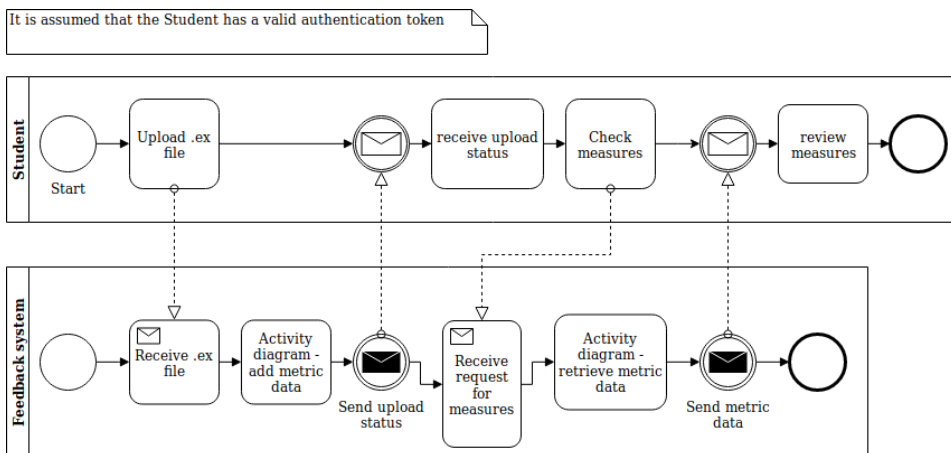 It is assumed that the Student has a valid authentication token
Student
Start
Upload .ex
file
receive upload
status
Check
measures
review
measures
Feedback system
Receive .ex
file
Activity
diagram -
add metric
data
Send upload
status
Receive
request
for
measures
Activity
diagram -
retrieve metric
data
Send metric
data